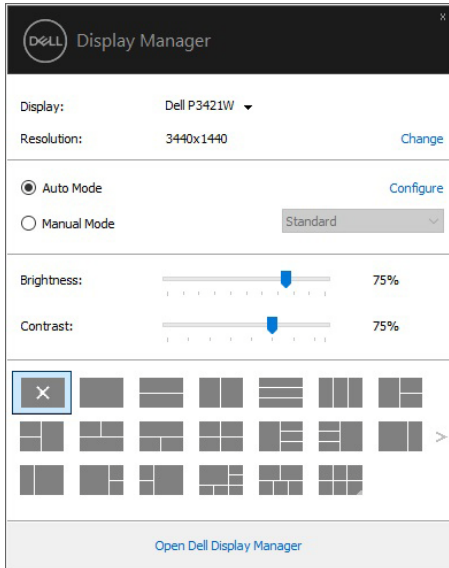 DELL Display Manager
x
Display: Dell P3421W
Resolution: 3440x1440 Change
Auto Mode Configure
Manual Mode Standard
Brightness: 75%
Contrast: 75%
Open Dell Display Manager